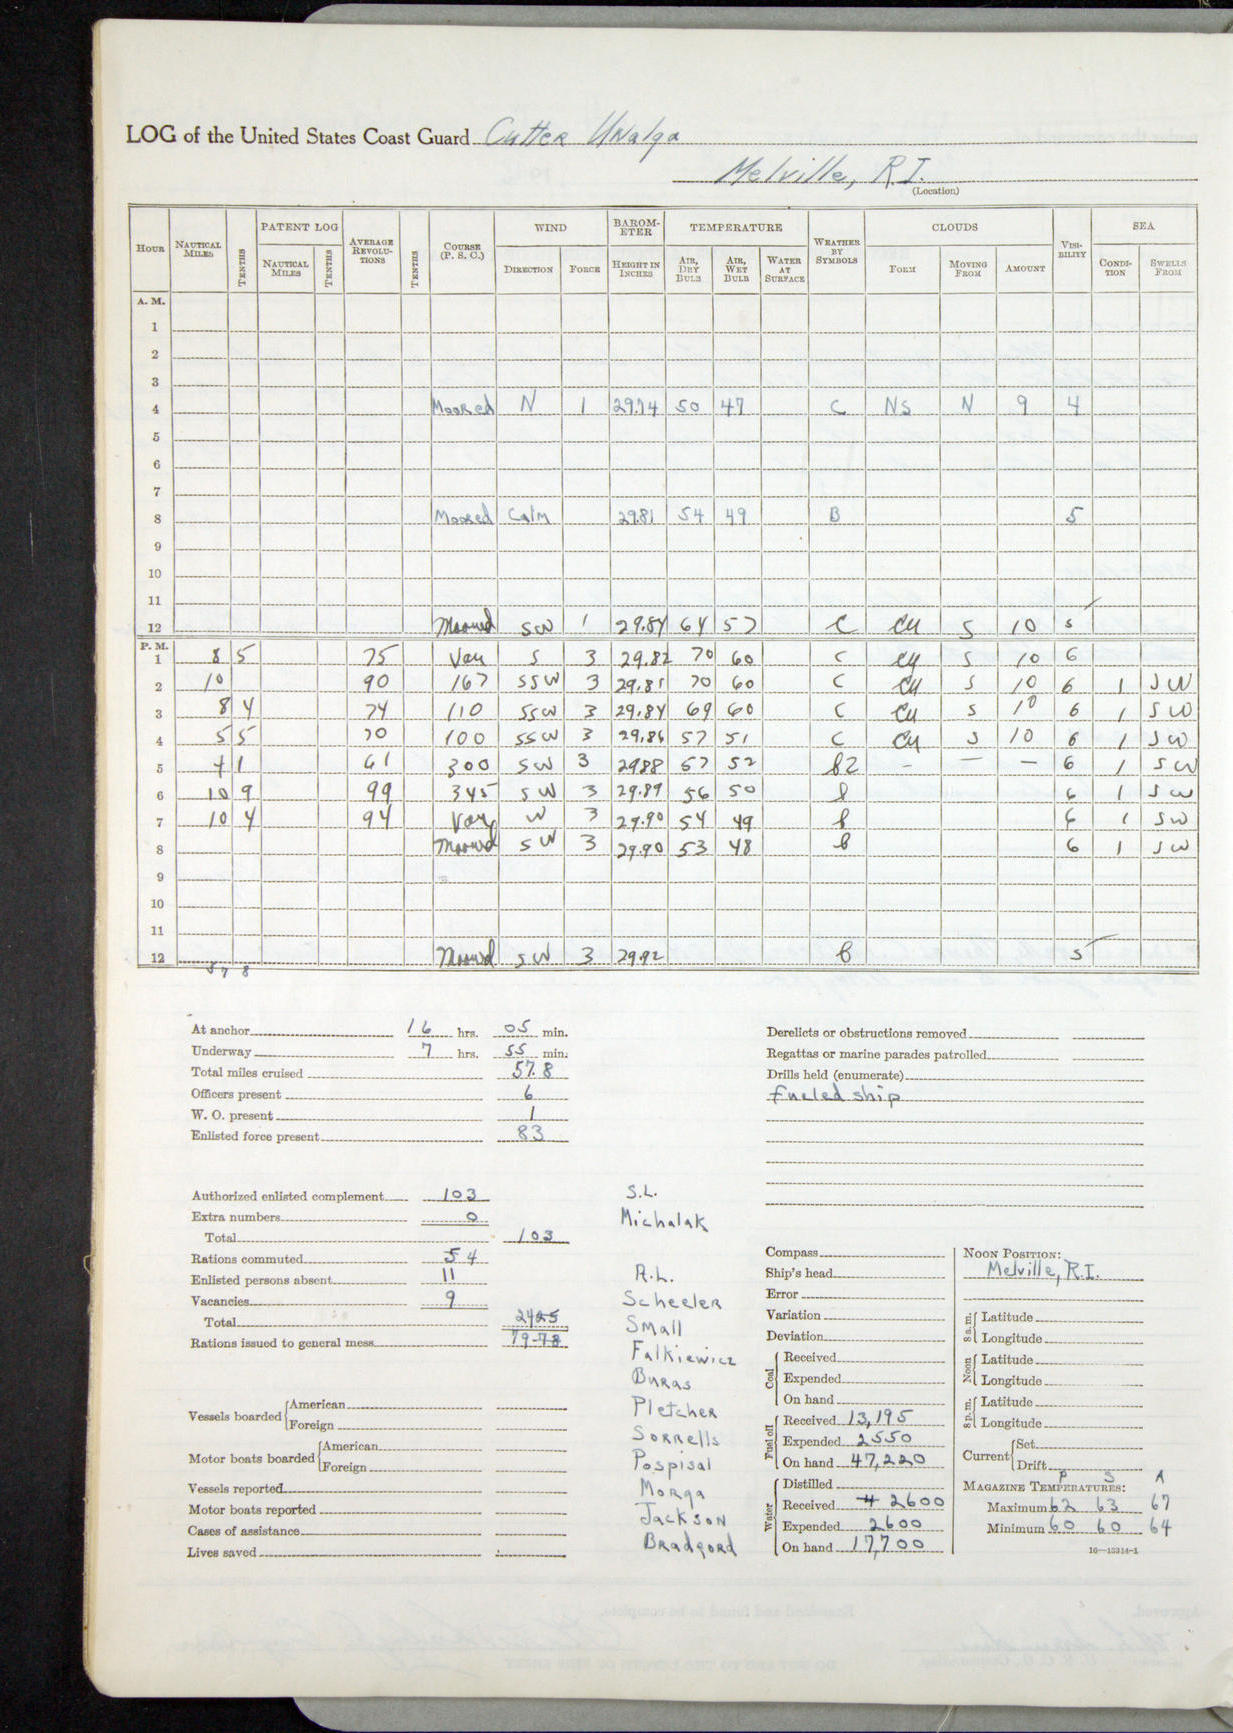 LOG of the United States Coast Guard Cutter Unalga
Melville, R.I.
(Location)
HOUR NAUTICAL MILES TENTHS PATENT LOG NAUTICAL MILES TENTHS AVERAGE REVOLUTIONS TENTHS COURSE (P. S. C.) WIND DIRECTION FORCE BAROMETER HEIGHT IN INCHES TEMPERATURE AIR, DRY BULB AIR, WET BULB WATER AT SURFACE WEATHER BY SYMBOLS CLOUDS FORM MOVING FROM AMOUNT VISIBILITY SEA CONDITION SWELLS FROM
A. M.
1
2
3
4 Moored N 1 29.74 50 47 C NS N 9 4
5
6
7
8 Moored Calm 29.81 54 49 B 5
9
10
11
12 Moored SW 1 29.84 64 57 C Cu S 10 5
P. M.
1 8 5 75 Var S 3 29.82 70 60 C Cu S 10 6
2 10 90 167 SSW 3 29.81 70 60 C Cu S 10 6 1 SW
3 8 4 74 110 SSW 3 29.84 69 60 C Cu S 10 6 1 SW
4 5 5 70 100 SSW 3 29.86 57 51 C Cu S 10 6 1 SW
5 4 1 61 300 SW 3 29.88 57 52 bz — — — 6 1 SW
6 10 9 99 345 SW 3 29.89 56 50 b 6 1 SW
7 10 4 94 Var W 3 29.90 54 49 b 6 1 SW
8 Moored SW 3 29.90 53 48 b 6 1 SW
9
10
11
12 Moored SW 3 29.92 b 5
57 8
At anchor 16 hrs. 05 min.
Underway 7 hrs. 55 min.
Total miles cruised 57.8
Officers present 6
W. O. present 1
Enlisted force present 83
Authorized enlisted complement 103
Extra numbers 0
Total 103
Rations commuted 54
Enlisted persons absent 11
Vacancies 9
Total 24 25
Rations issued to general mess 79 78
Vessels boarded American
Foreign
Motor boats boarded American
Foreign
Vessels reported
Motor boats reported
Cases of assistance
Lives saved
S.L.
Michalak
A.L.
Scheeler
Small
Falkiewicz
Buras
Pletcher
Sorrells
Pospisal
Morga
Jackson
Bradford
Derelicts or obstructions removed
Regattas or marine parades patrolled
Drills held (enumerate)
fueled ship
Compass
Ship's head
Error
Variation
Deviation
Coal Received
Expended
On hand
Fuel oil Received 13,195
Expended 2550
On hand 47,220
Water Distilled
Received 2600
Expended 2600
On hand 17,700
NOON POSITION:
Melville, R.I.
8 a. m. Latitude
Longitude
Noon Latitude
Longitude
8 p. m. Latitude
Longitude
Current Set
Drift
P S A
MAGAZINE TEMPERATURES:
Maximum 62 63 67
Minimum 60 60 64
16—13314-1